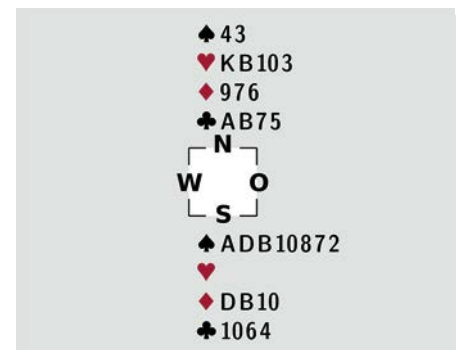 ♠ 43
♥ KB103
♦ 976
♣ AB75
N
W O
S
♠ ADB10872
♥
♦ DB10
♣ 1064